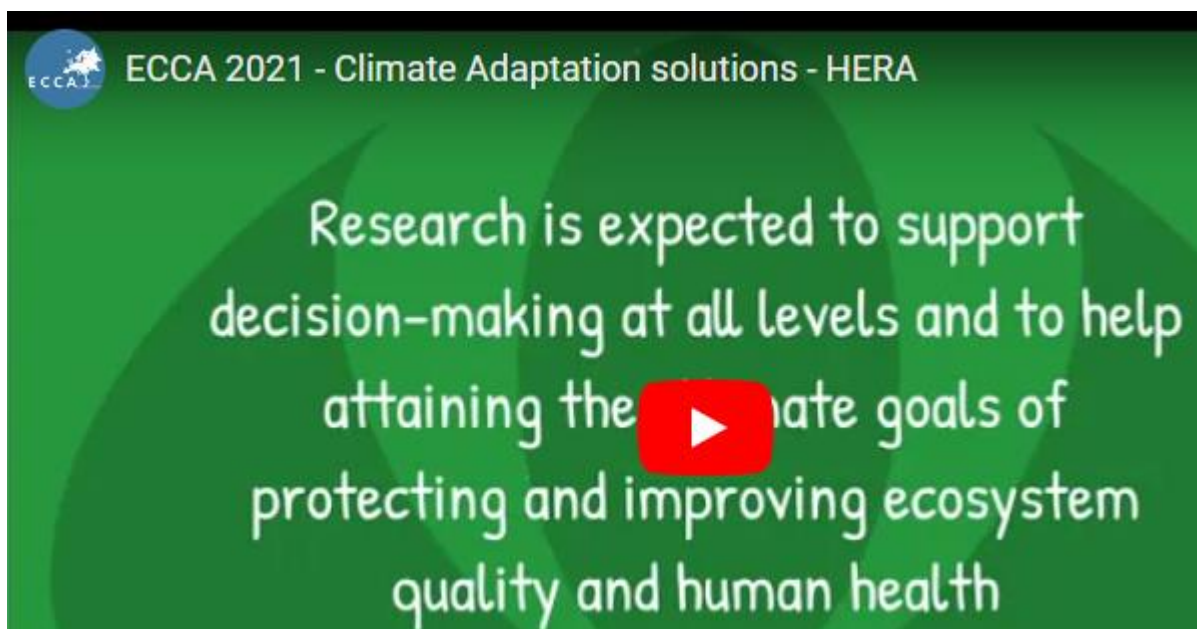 ECCA
ECCA 2021 - Climate Adaptation solutions - HERA
Research is expected to support
decision-making at all levels and to help
attaining the goals of
protecting and improving ecosystem
quality and human health